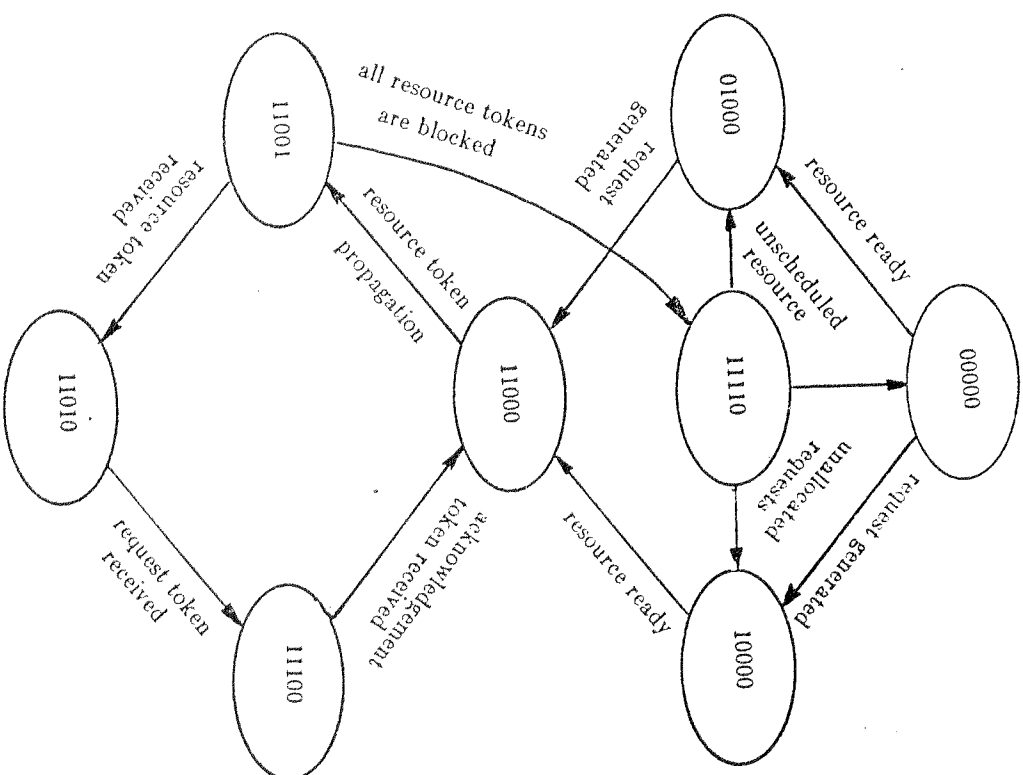 00000
resource ready
request generated
01000
unscheduled
resource
11110
unallocated
requests
10000
request
generated
resource ready
11000
all resource tokens
are blocked
resource token
propagation
acknowledgement
token received
11001
11100
resource token
received
request token
received
11010